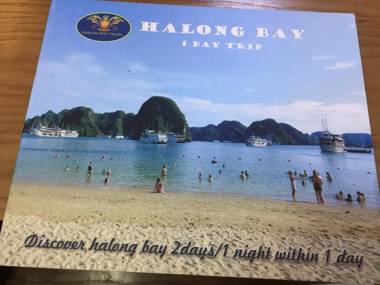 HALONG BAY
1 DAY TRIP
Discover halong bay 2days/1 night within 1 day